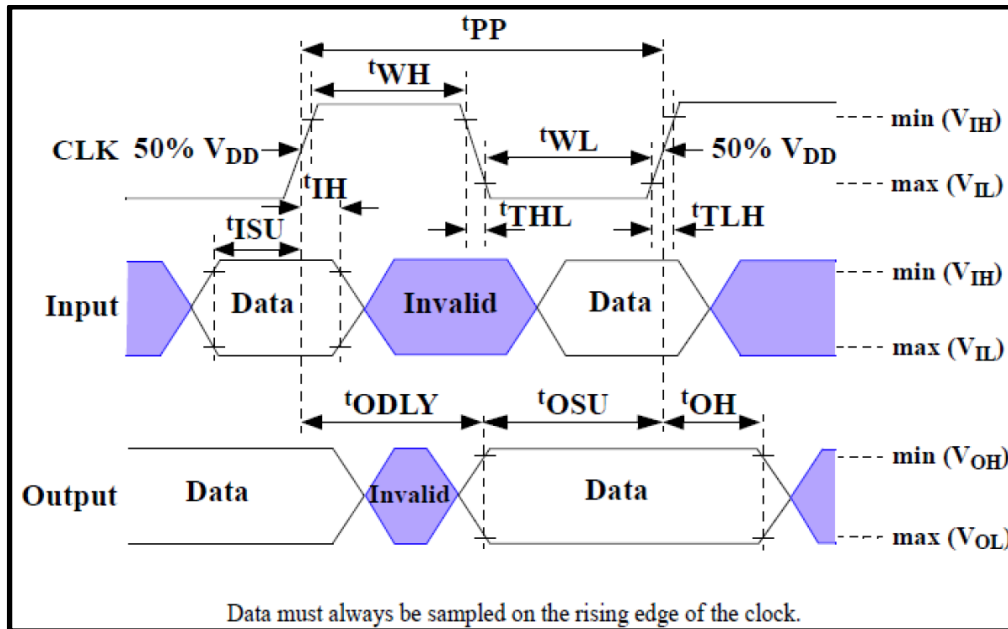 tPP
tWH
min (VIH)
CLK 50% VDD
tWL
50% VDD
max (VIL)
tIH
tTHL
tTLH
tISU
min (VIH)
Input
Data
Invalid
Data
max (VIL)
tODLY
tOSU
tOH
min (VOH)
Output
Data
Invalid
Data
max (VOL)
Data must always be sampled on the rising edge of the clock.